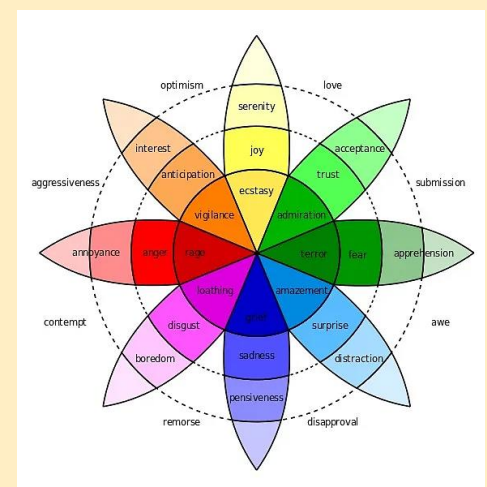 optimism
love
serenity
interest
joy
acceptance
anticipation
trust
aggressiveness
submission
ecstasy
vigilance
admiration
annoyance
anger
rage
terror
fear
apprehension
loathing
amazement
grief
contempt
awe
disgust
surprise
boredom
sadness
distraction
pensiveness
remorse
disapproval